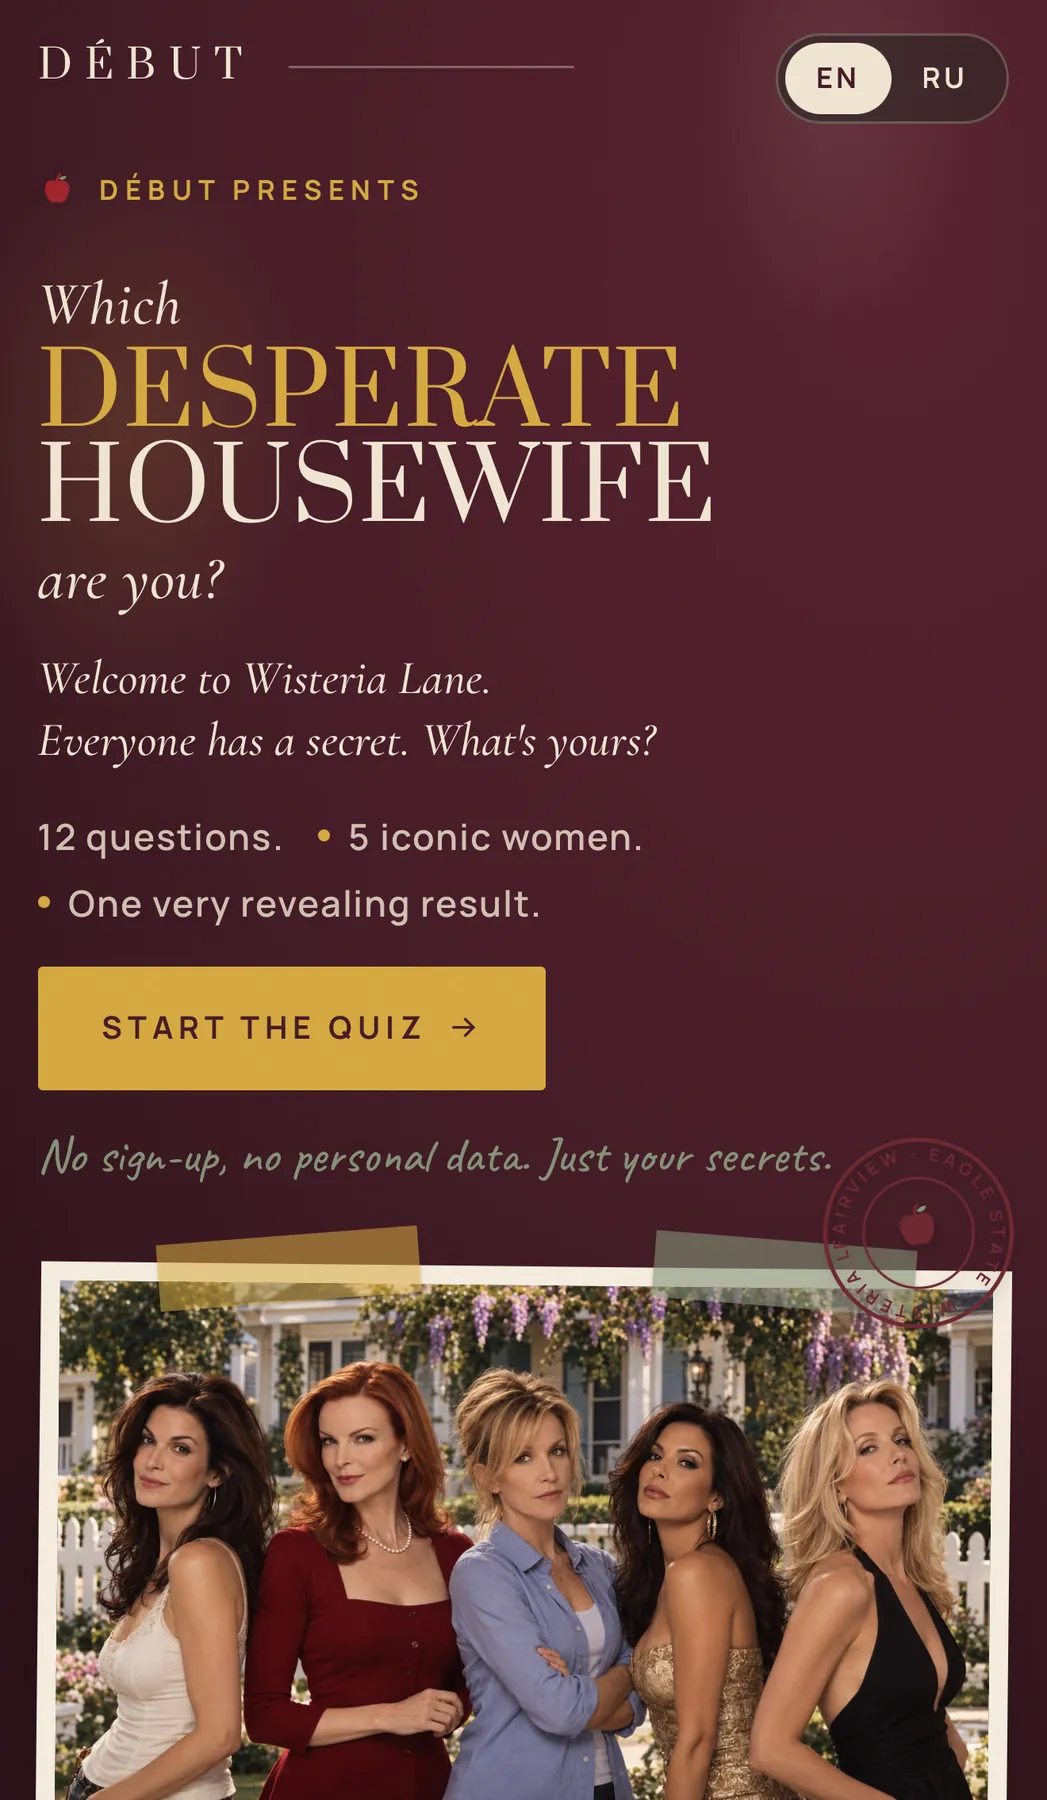 DÉBUT
EN RU
DÉBUT PRESENTS
Which
DESPERATE
HOUSEWIFE
are you?
Welcome to Wisteria Lane.
Everyone has a secret. What's yours?
12 questions. • 5 iconic women.
• One very revealing result.
START THE QUIZ →
No sign-up, no personal data. Just your secrets.
FAIRVIEW · EAGLE STATE
WISTERIA